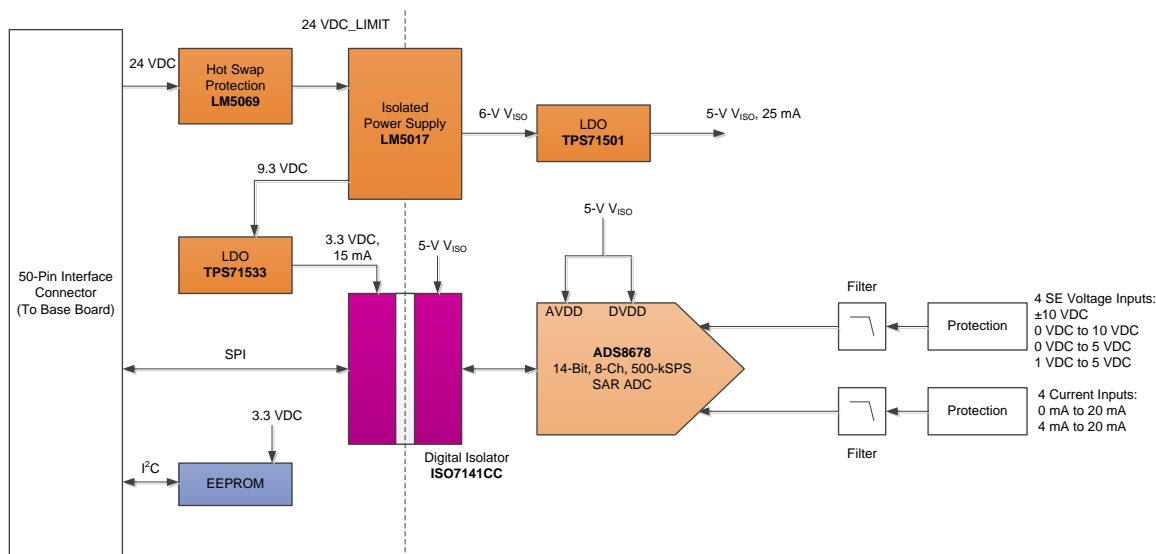 24 VDC_LIMIT
24 VDC
Hot Swap
Protection
LM5069
Isolated
Power Supply
LM5017
6-V VISO
LDO
TPS71501
5-V VISO, 25 mA
9.3 VDC
LDO
TPS71533
3.3 VDC,
15 mA
5-V VISO
5-V VISO
50-Pin Interface
Connector
(To Base Board)
AVDD
DVDD
ADS8678
14-Bit, 8-Ch, 500-kSPS
SAR ADC
Filter
Protection
4 SE Voltage Inputs:
±10 VDC
0 VDC to 10 VDC
0 VDC to 5 VDC
1 VDC to 5 VDC
SPI
Protection
4 Current Inputs:
0 mA to 20 mA
4 mA to 20 mA
Filter
3.3 VDC
Digital Isolator
ISO7141CC
I2C
EEPROM